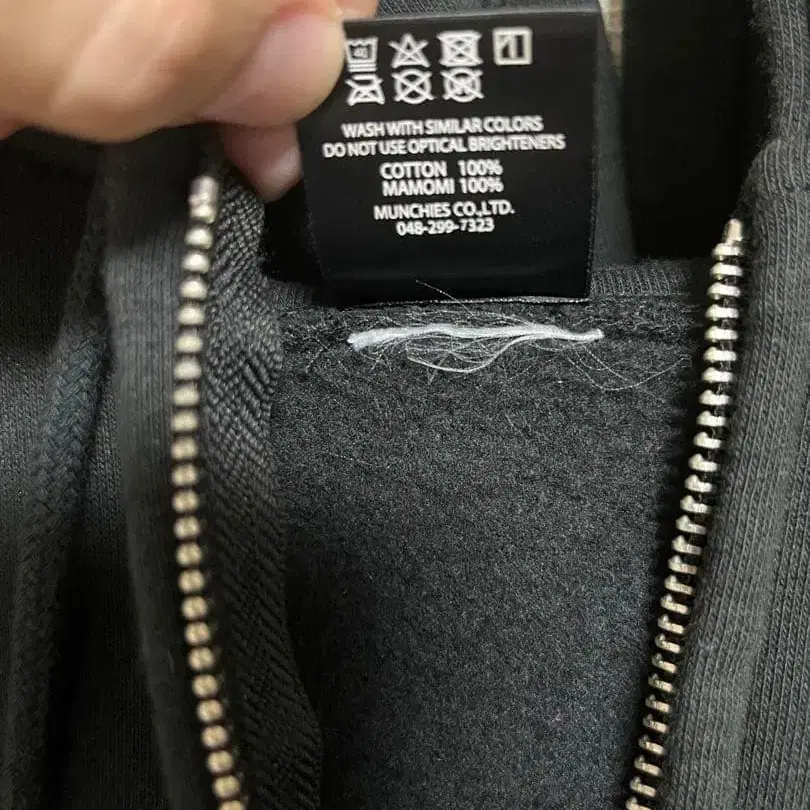 WASH WITH SIMILAR COLORS
DO NOT USE OPTICAL BRIGHTENERS
COTTON 100%
MAMOMI 100%
MUNCHIES CO.,LTD.
048-299-7323